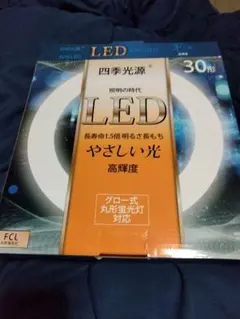 LED
四季光源
30形
照明の時代
LED
長寿命1.5倍 明るさ長もち
やさしい光
高輝度
グロー式
丸形蛍光灯
対応
FCL